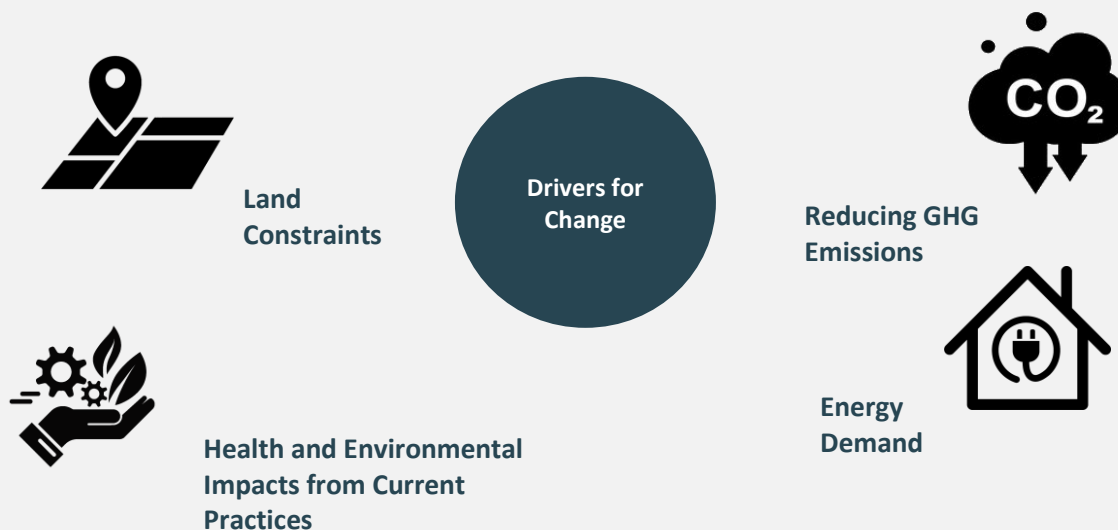 CO₂
Drivers for
Change
Land
Constraints
Reducing GHG
Emissions
Energy
Demand
Health and Environmental
Impacts from Current
Practices